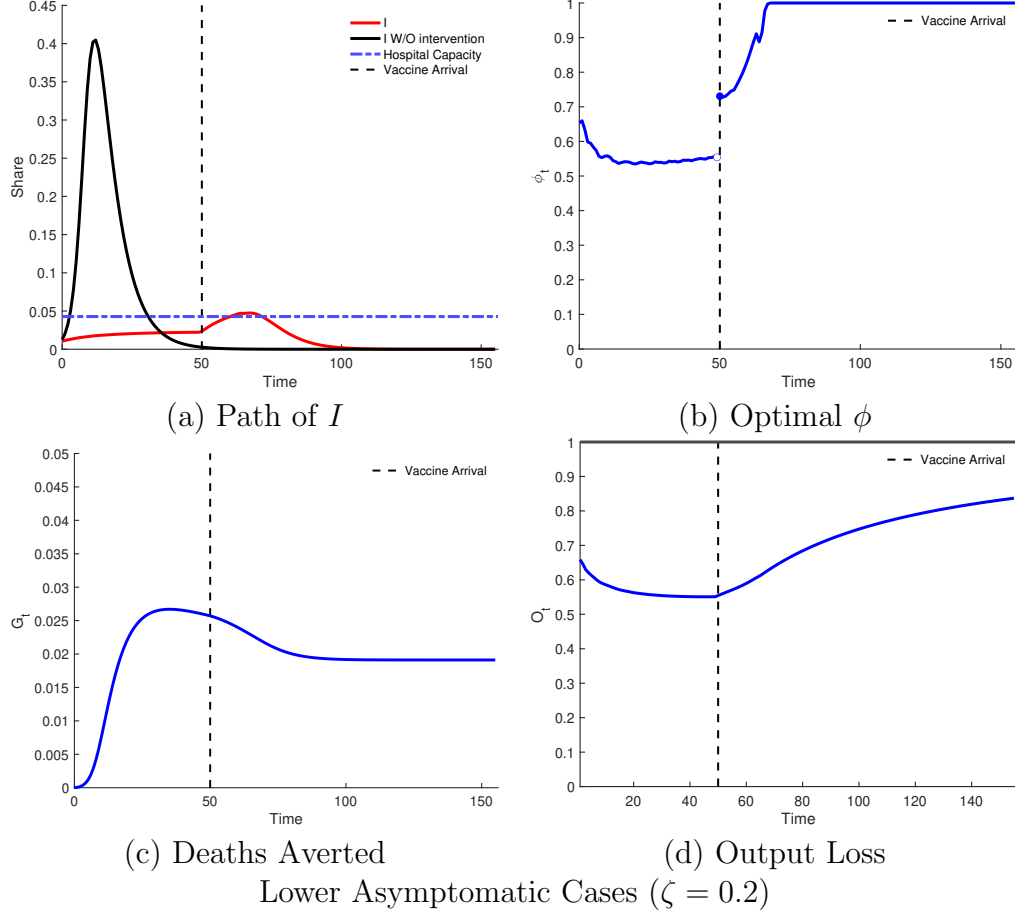 I
I W/O intervention
Hospital Capacity
Vaccine Arrival
0.45
0.4
0.35
0.3
0.25
0.2
0.15
0.1
0.05
0
Share
0 50 100 150
Time
(a) Path of I
Vaccine Arrival
1
0.9
0.8
0.7
0.6
0.5
0.4
0.3
0.2
0.1
0
ϕ_t
0 50 100 150
Time
(b) Optimal ϕ
Vaccine Arrival
0.05
0.045
0.04
0.035
0.03
0.025
0.02
0.015
0.01
0.005
0
G_t
0 50 100 150
Time
(c) Deaths Averted
Vaccine Arrival
1
0.9
0.8
0.7
0.6
0.5
0.4
0.3
0.2
0.1
0
O_t
20 40 60 80 100 120 140
Time
(d) Output Loss
Lower Asymptomatic Cases (ζ = 0.2)